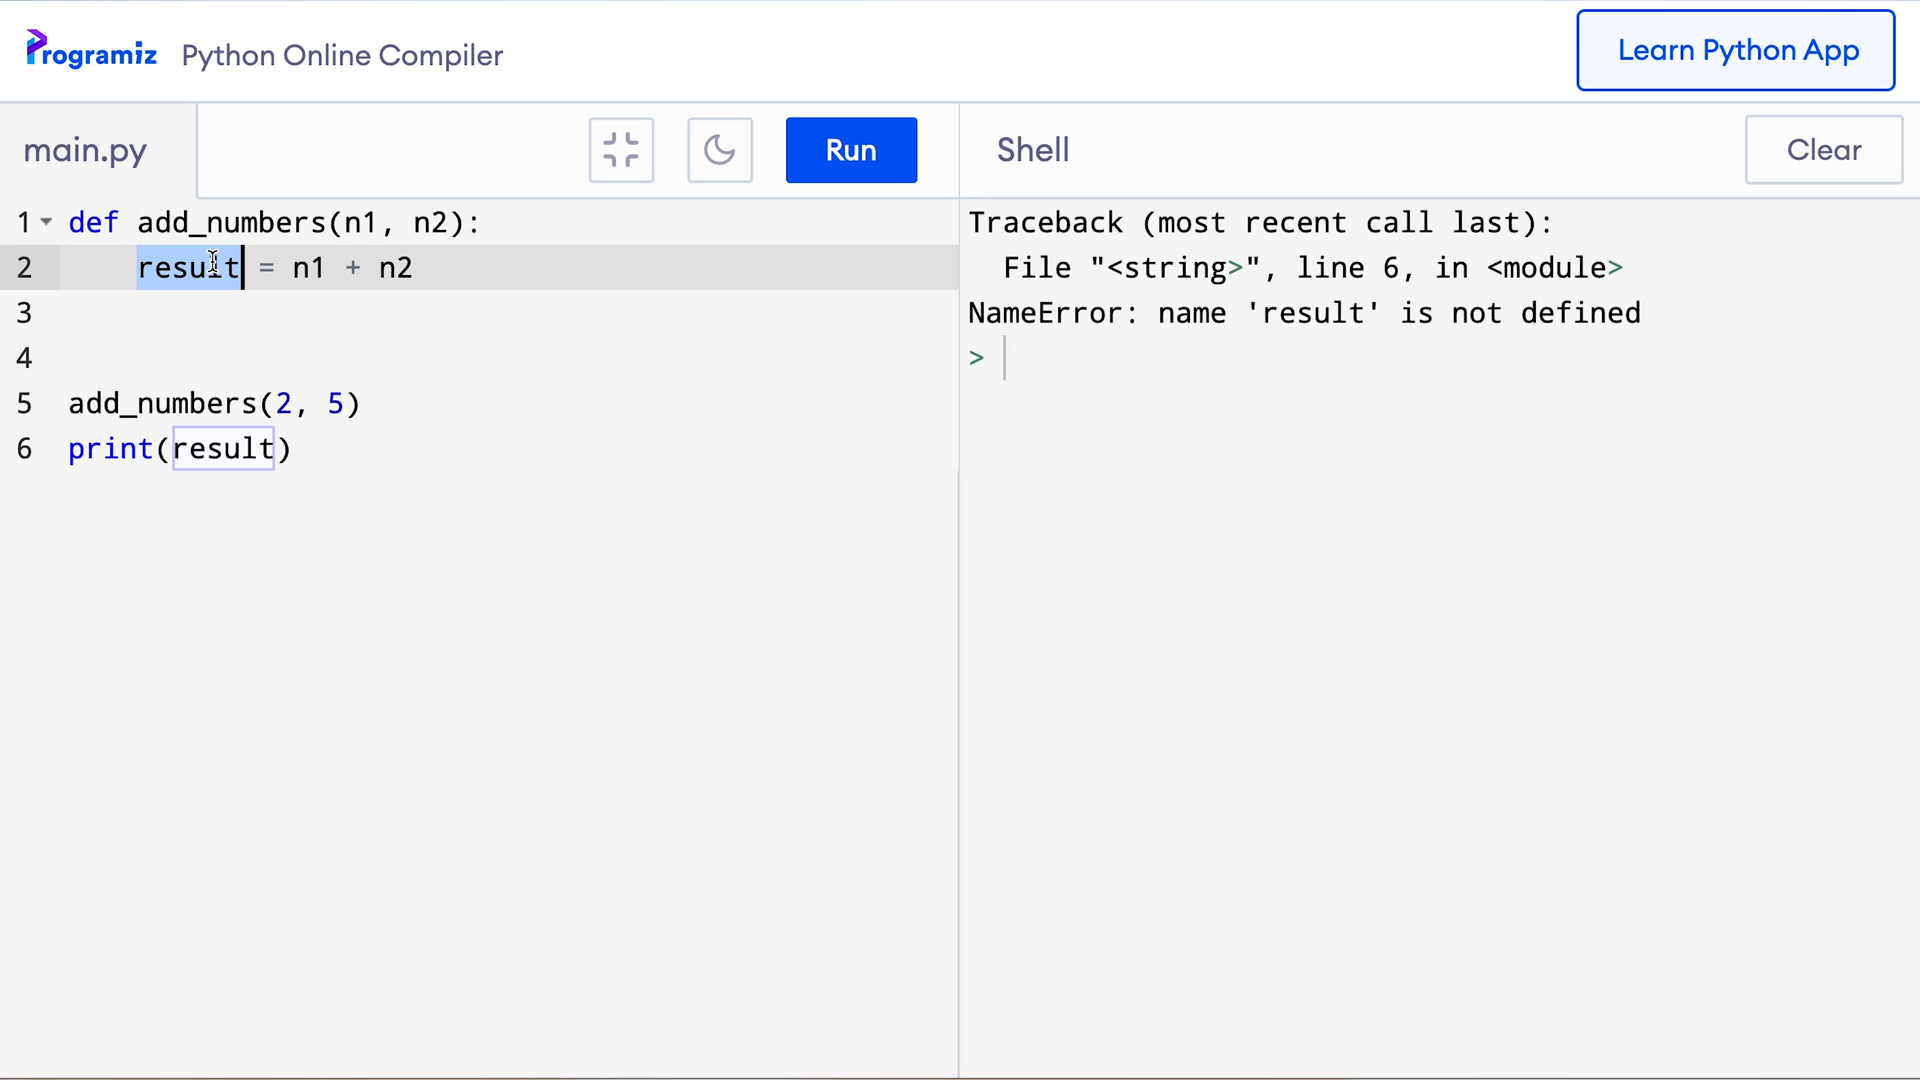 Programiz Python Online Compiler Learn Python App
main.py Run Shell Clear
1 def add_numbers(n1, n2):
2 result = n1 + n2
3
4
5 add_numbers(2, 5)
6 print(result)
Traceback (most recent call last):
File "<string>", line 6, in <module>
NameError: name 'result' is not defined
>